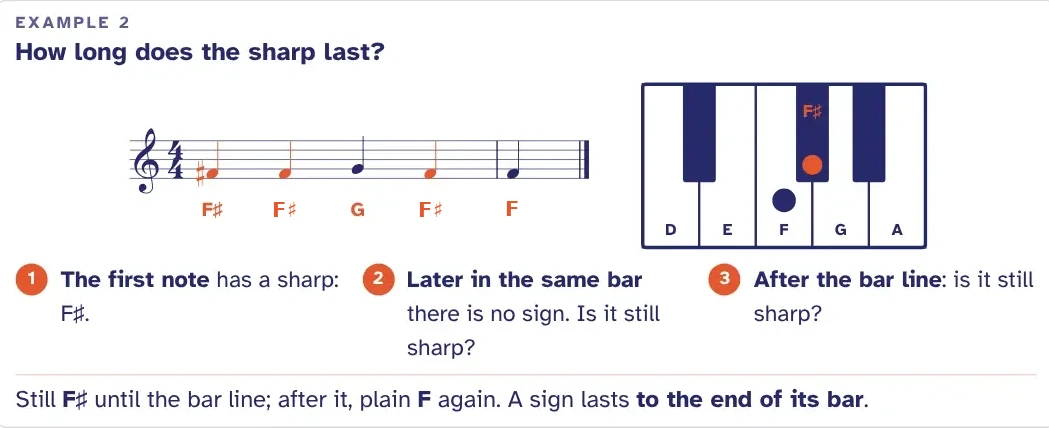 EXAMPLE 2
How long does the sharp last?
4
4
F♯ F♯ G F♯ F
F♯
D E F G A
1 The first note has a sharp:
F♯.
2 Later in the same bar
there is no sign. Is it still
sharp?
3 After the bar line: is it still
sharp?
Still F♯ until the bar line; after it, plain F again. A sign lasts to the end of its bar.